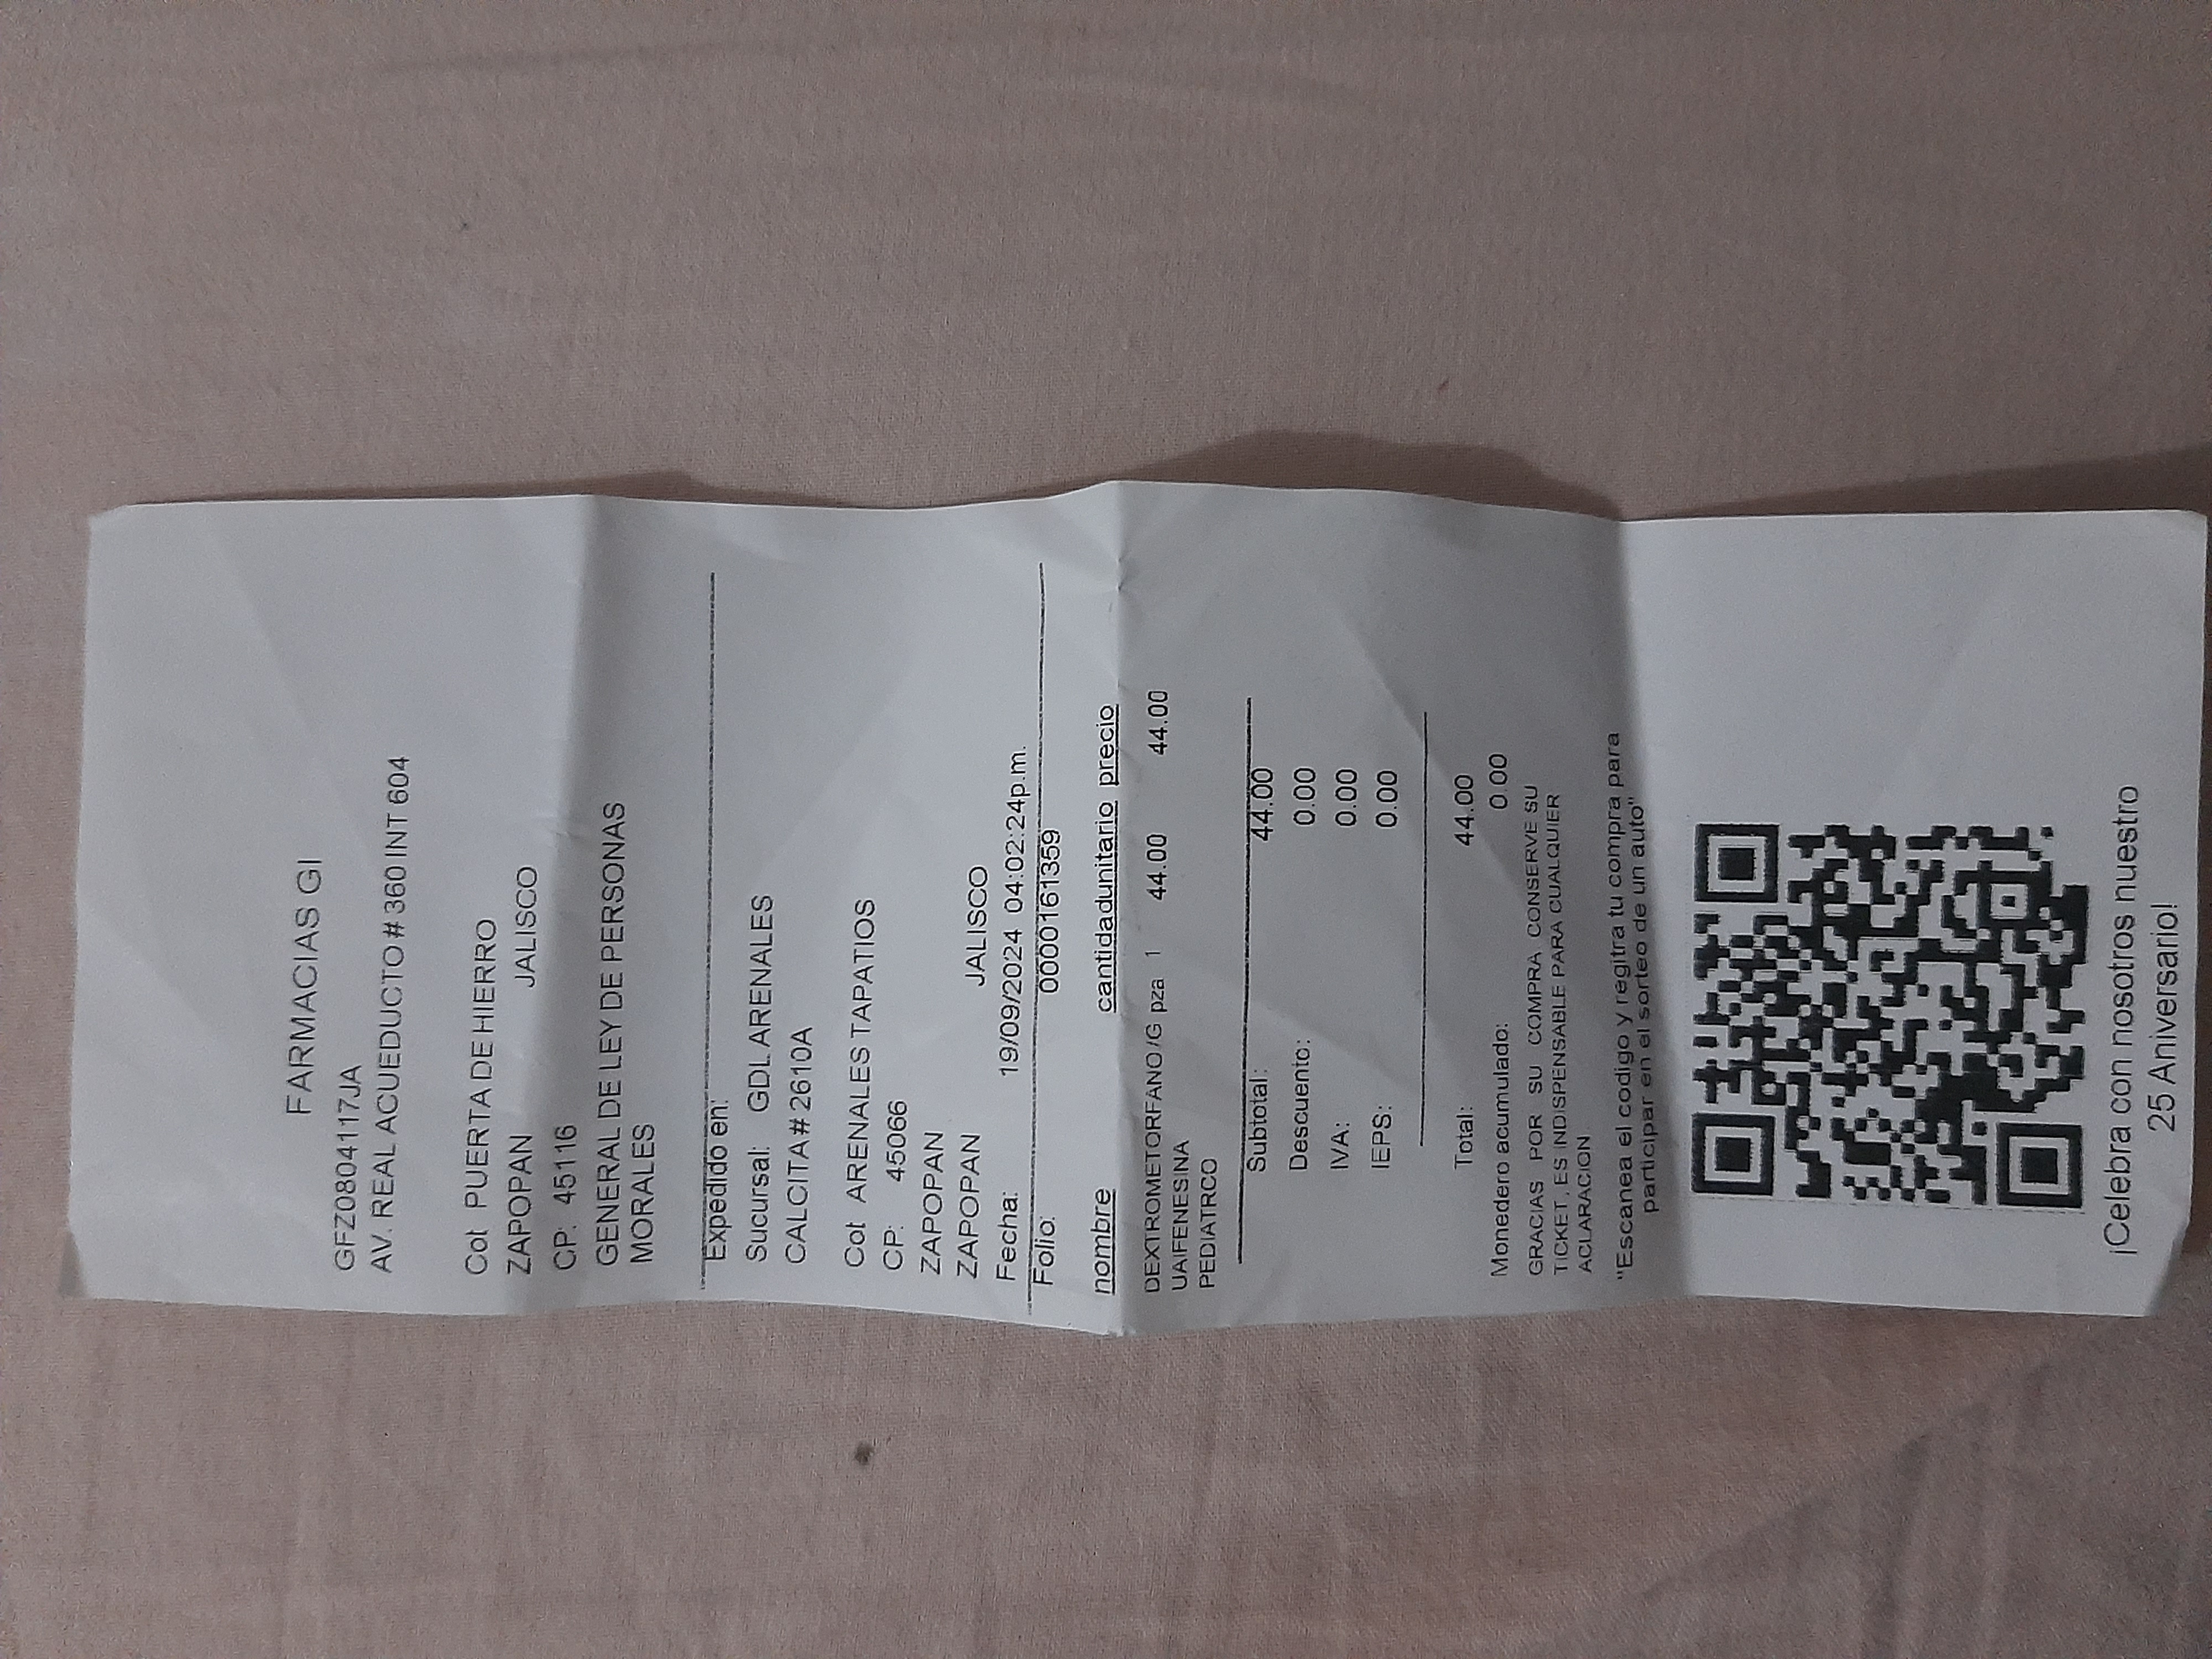 FARMACIAS GI
GFZ0804117JA
AV. REAL ACUEDUCTO # 360 INT 604
Col: PUERTA DE HIERRO
ZAPOPAN JALISCO
CP: 45116
GENERAL DE LEY DE PERSONAS
MORALES
Expedido en:
Sucursal: GDL ARENALES
CALCITA # 2610A
Col: ARENALES TAPATIOS
CP: 45066
ZAPOPAN
ZAPOPAN JALISCO
Fecha: 19/09/2024 04:02:24p.m.
Folio: 0000161359
nombre cantidadunitario precio
DEXTROMETORFANO/G pza 1 44.00 44.00
UAIFENESNA
PEDIATRCO
Subtotal: 44.00
Descuento: 0.00
IVA: 0.00
IEPS: 0.00
Total: 44.00
Monedero acumulado: 0.00
GRACIAS POR SU COMPRA, CONSERVE SU
TICKET, ES INDISPENSABLE PARA CUALQUIER
ACLARACION
"Escanea el codigo y regitra tu compra para
participar en el sorteo de un auto"
¡Celebra con nosotros nuestro
25 Aniversario!